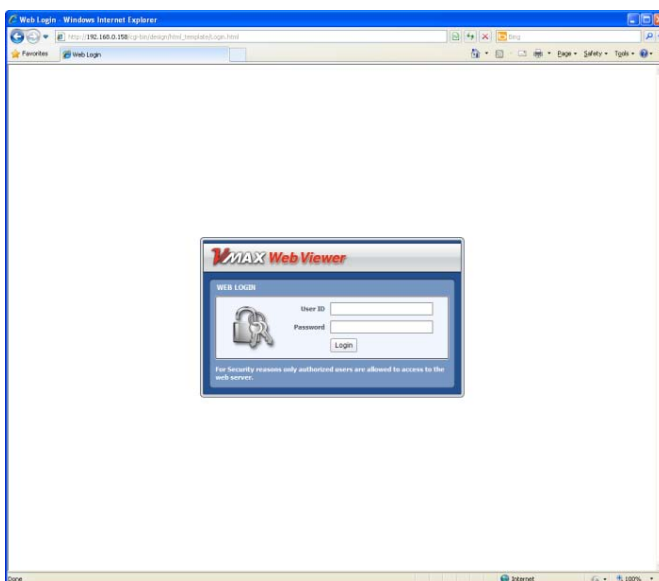 Web Login - Windows Internet Explorer
http://192.168.0.158/cgi-bin/design/html_template/Login.html
Bing
Favorites
Web Login
Page
Safety
Tools
VMAX Web Viewer
WEB LOGIN
User ID
Password
Login
For Security reasons only authorized users are allowed to access to the
web server.
Done
Internet
100%